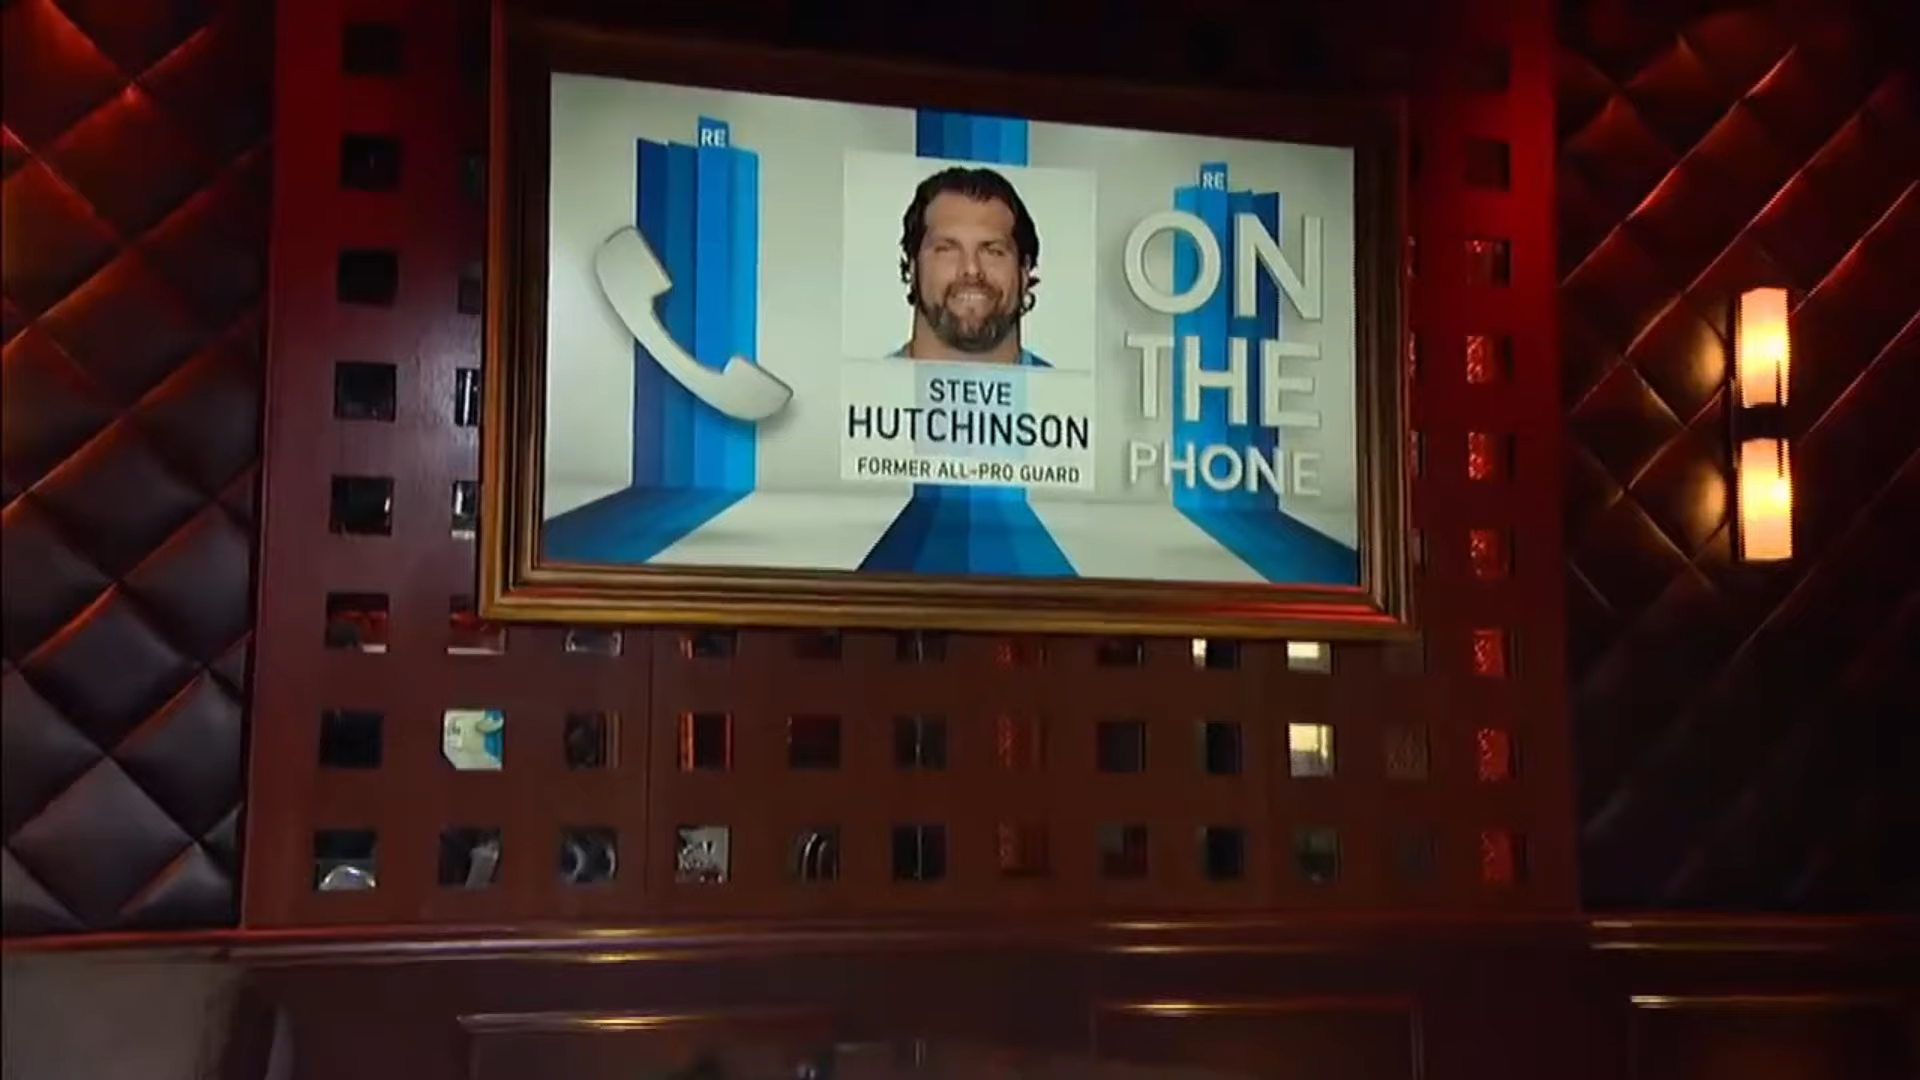 RE
RE
STEVE
HUTCHINSON
FORMER ALL-PRO GUARD
ON
THE
PHONE